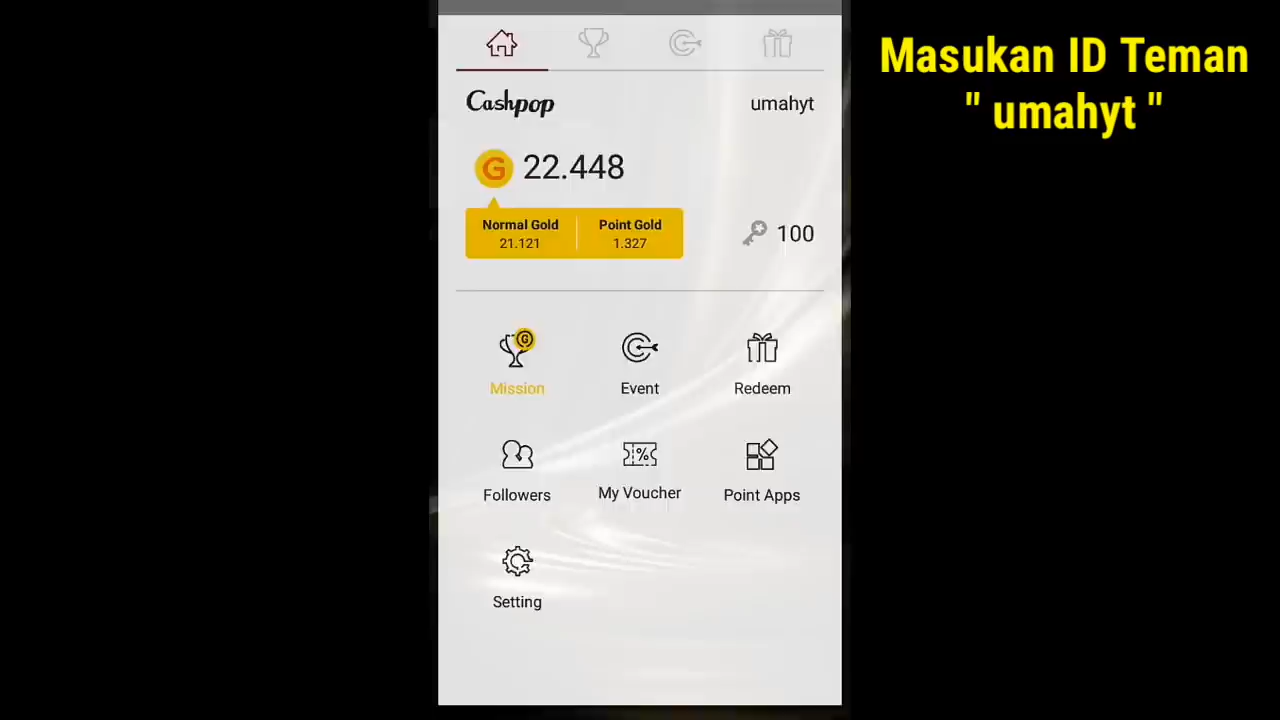 Masukan ID Teman
" umahyt "
Cashpop
umahyt
G 22.448
Normal Gold
21.121
Point Gold
1.327
100
G
Mission
Event
Redeem
%
Followers
My Voucher
Point Apps
Setting